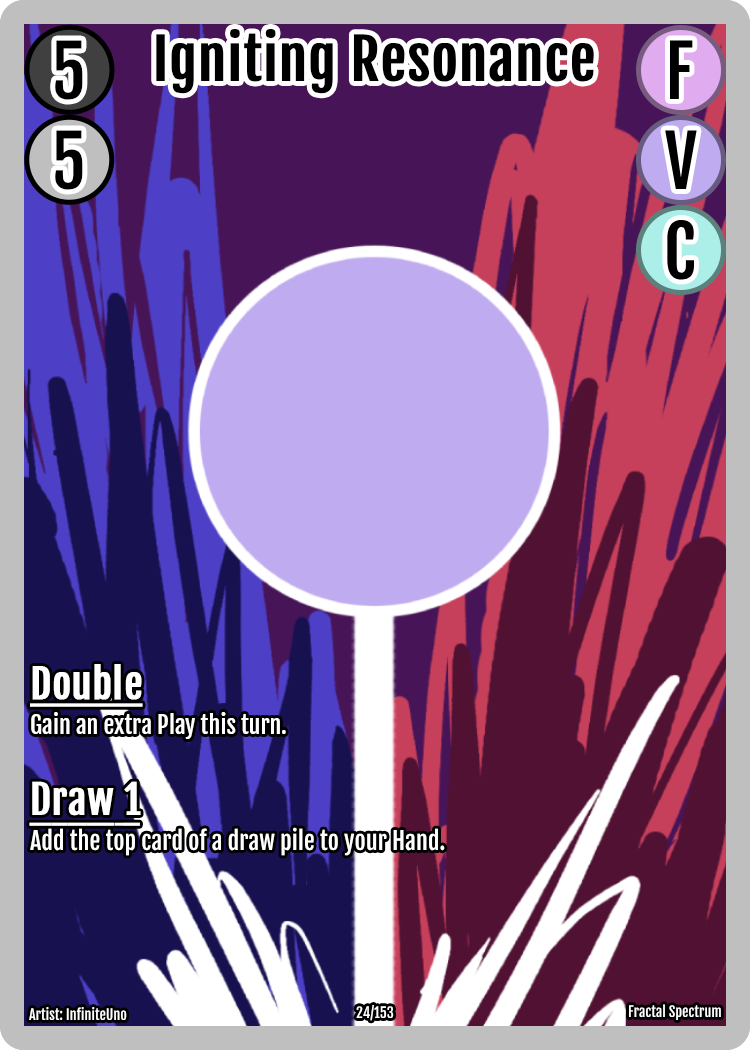 5
Igniting Resonance
F
5
V
C
Double
Gain an extra Play this turn.
Draw 1
Add the top card of a draw pile to your Hand.
Artist: InfiniteUno
24/153
Fractal Spectrum